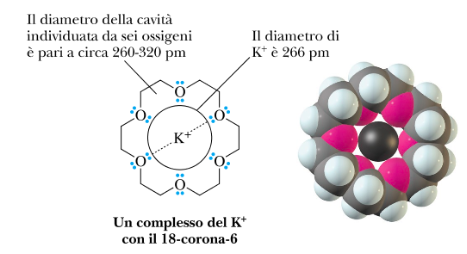 Il diametro della cavità
individuata da sei ossigeni
è pari a circa 260-320 pm
Il diametro di
K⁺ è 266 pm
O
O
O
K⁺
O
O
O
Un complesso del K⁺
con il 18-corona-6